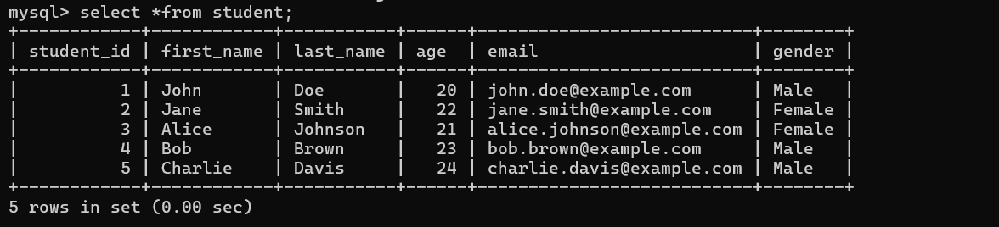 mysql> select *from student;
+------------+------------+-----------+------+---------------------------+--------+
| student_id | first_name | last_name | age  | email                     | gender |
+------------+------------+-----------+------+---------------------------+--------+
|          1 | John       | Doe       |   20 | john.doe@example.com      | Male   |
|          2 | Jane       | Smith     |   22 | jane.smith@example.com    | Female |
|          3 | Alice      | Johnson   |   21 | alice.johnson@example.com | Female |
|          4 | Bob        | Brown     |   23 | bob.brown@example.com     | Male   |
|          5 | Charlie    | Davis     |   24 | charlie.davis@example.com | Male   |
+------------+------------+-----------+------+---------------------------+--------+
5 rows in set (0.00 sec)